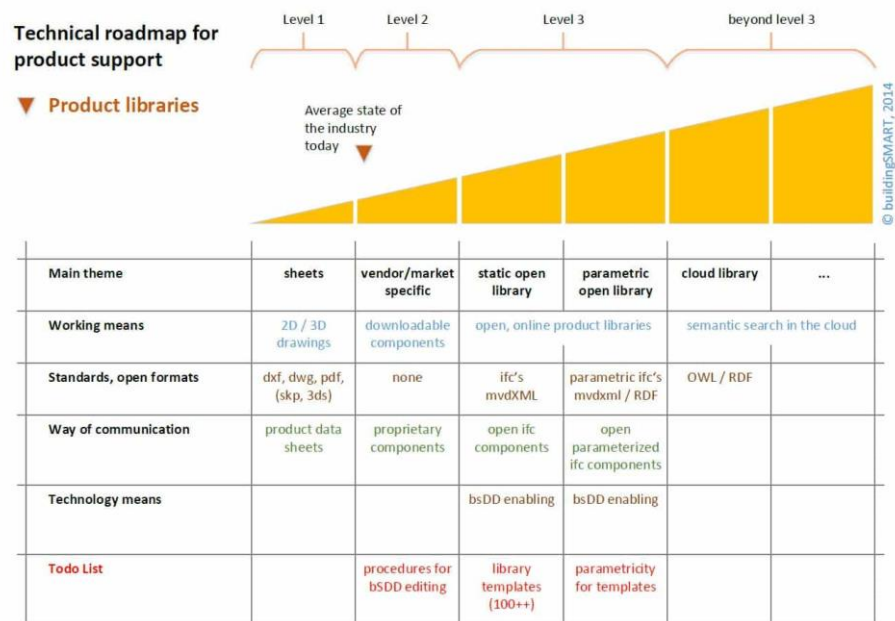 Technical roadmap for
product support
Product libraries
Level 1
Level 2
Level 3
beyond level 3
Average state of
the industry
today
© buildingSMART, 2014
Main theme
sheets
vendor/market
specific
static open
library
parametric
open library
cloud library
...
Working means
2D / 3D
drawings
downloadable
components
open, online product libraries
semantic search in the cloud
Standards, open formats
dxf, dwg, pdf,
(skp, 3ds)
none
ifc's
mvdXML
parametric ifc's
mvdxml / RDF
OWL / RDF
Way of communication
product data
sheets
proprietary
components
open ifc
components
open
parameterized
ifc components
Technology means
bsDD enabling
bsDD enabling
Todo List
procedures for
bSDD editing
library
templates
(100++)
parametricity
for templates